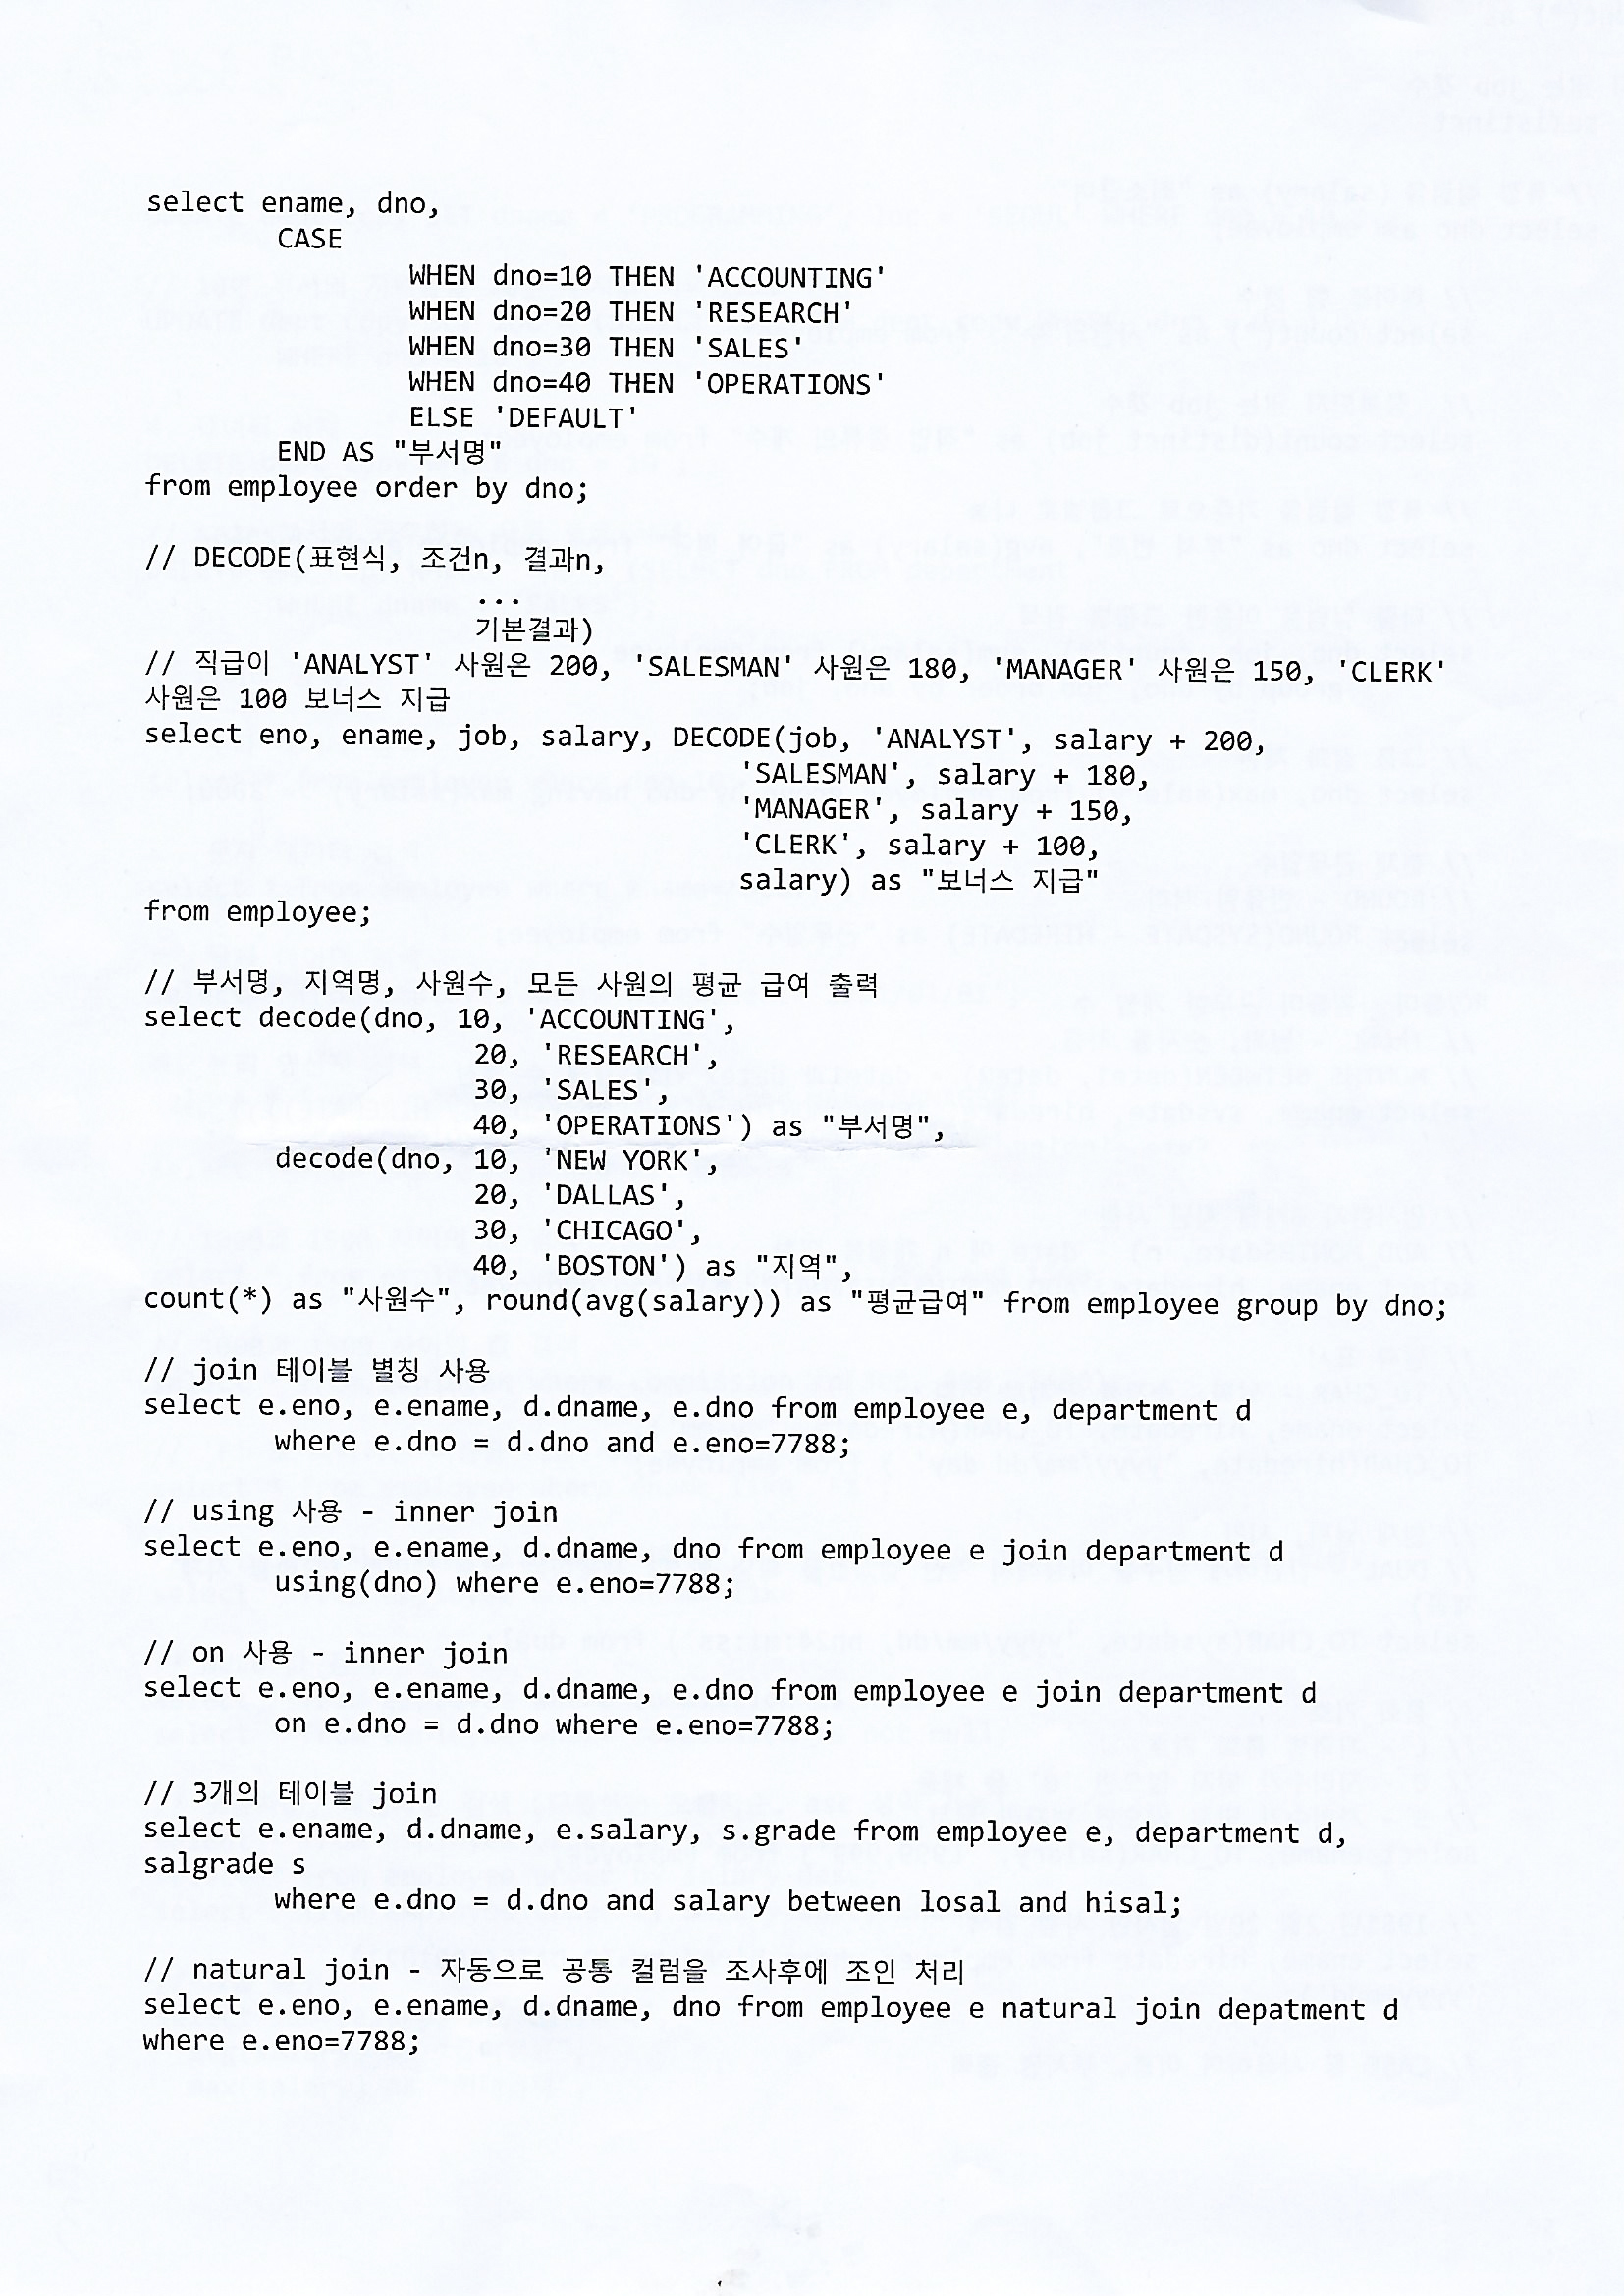 select ename, dno,
CASE
WHEN dno=10 THEN 'ACCOUNTING'
WHEN dno=20 THEN 'RESEARCH'
WHEN dno=30 THEN 'SALES'
WHEN dno=40 THEN 'OPERATIONS'
ELSE 'DEFAULT'
END AS "부서명"
from employee order by dno;
// DECODE(표현식, 조건n, 결과n,
...
기본결과)
// 직급이 'ANALYST' 사원은 200, 'SALESMAN' 사원은 180, 'MANAGER' 사원은 150, 'CLERK'
사원은 100 보너스 지급
select eno, ename, job, salary, DECODE(job, 'ANALYST', salary + 200,
'SALESMAN', salary + 180,
'MANAGER', salary + 150,
'CLERK', salary + 100,
salary) as "보너스 지급"
from employee;
// 부서명, 지역명, 사원수, 모든 사원의 평균 급여 출력
select decode(dno, 10, 'ACCOUNTING',
20, 'RESEARCH',
30, 'SALES',
40, 'OPERATIONS') as "부서명",
decode(dno, 10, 'NEW YORK',
20, 'DALLAS',
30, 'CHICAGO',
40, 'BOSTON') as "지역",
count(*) as "사원수", round(avg(salary)) as "평균급여" from employee group by dno;
// join 테이블 별칭 사용
select e.eno, e.ename, d.dname, e.dno from employee e, department d
where e.dno = d.dno and e.eno=7788;
// using 사용 - inner join
select e.eno, e.ename, d.dname, dno from employee e join department d
using(dno) where e.eno=7788;
// on 사용 - inner join
select e.eno, e.ename, d.dname, e.dno from employee e join department d
on e.dno = d.dno where e.eno=7788;
// 3개의 테이블 join
select e.ename, d.dname, e.salary, s.grade from employee e, department d,
salgrade s
where e.dno = d.dno and salary between losal and hisal;
// natural join - 자동으로 공통 컬럼을 조사후에 조인 처리
select e.eno, e.ename, d.dname, dno from employee e natural join depatment d
where e.eno=7788;